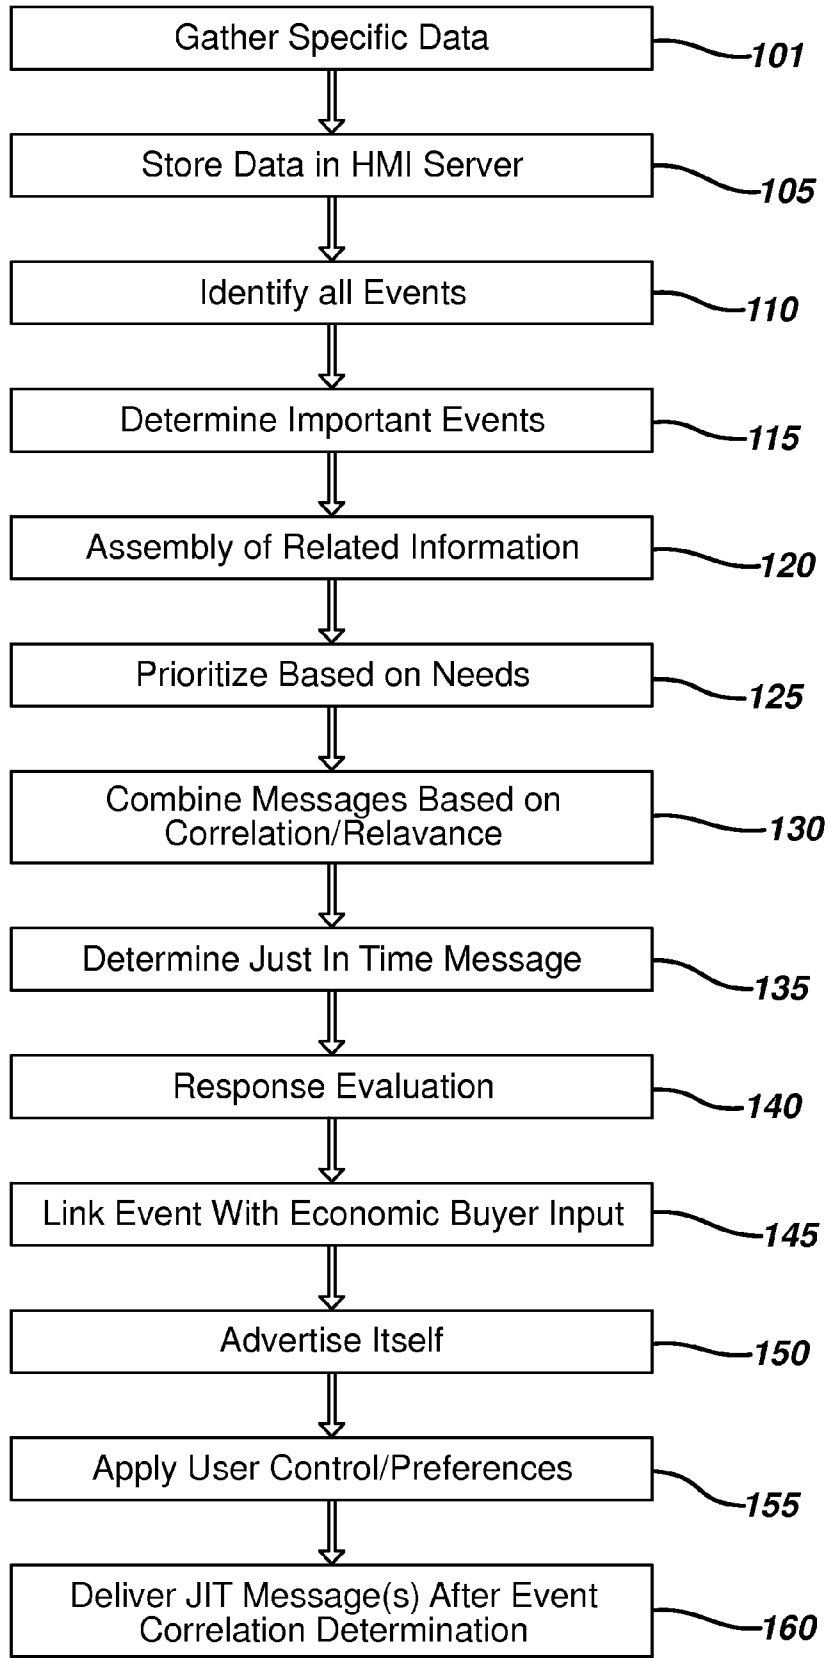 Gather Specific Data
101
Store Data in HMI Server
105
Identify all Events
110
Determine Important Events
115
Assembly of Related Information
120
Prioritize Based on Needs
125
Combine Messages Based on
Correlation/Relavance
130
Determine Just In Time Message
135
Response Evaluation
140
Link Event With Economic Buyer Input
145
Advertise Itself
150
Apply User Control/Preferences
155
Deliver JIT Message(s) After Event
Correlation Determination
160